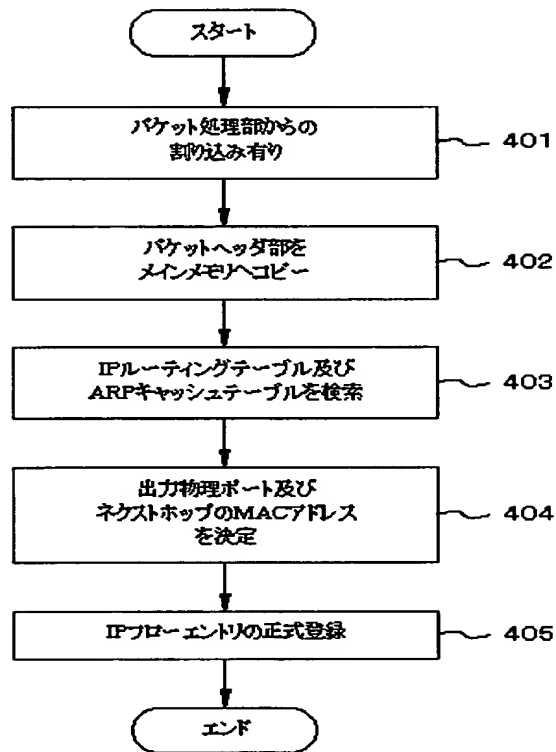 スタート
パケット処理部からの
割り込み有り
401
パケットヘッダ部を
メインメモリへコピー
402
IPルーティングテーブル及び
ARPキャッシュテーブルを検索
403
出力物理ポート及び
ネクストホップのMACアドレス
を決定
404
IPフローエントリの正式登録
405
エンド